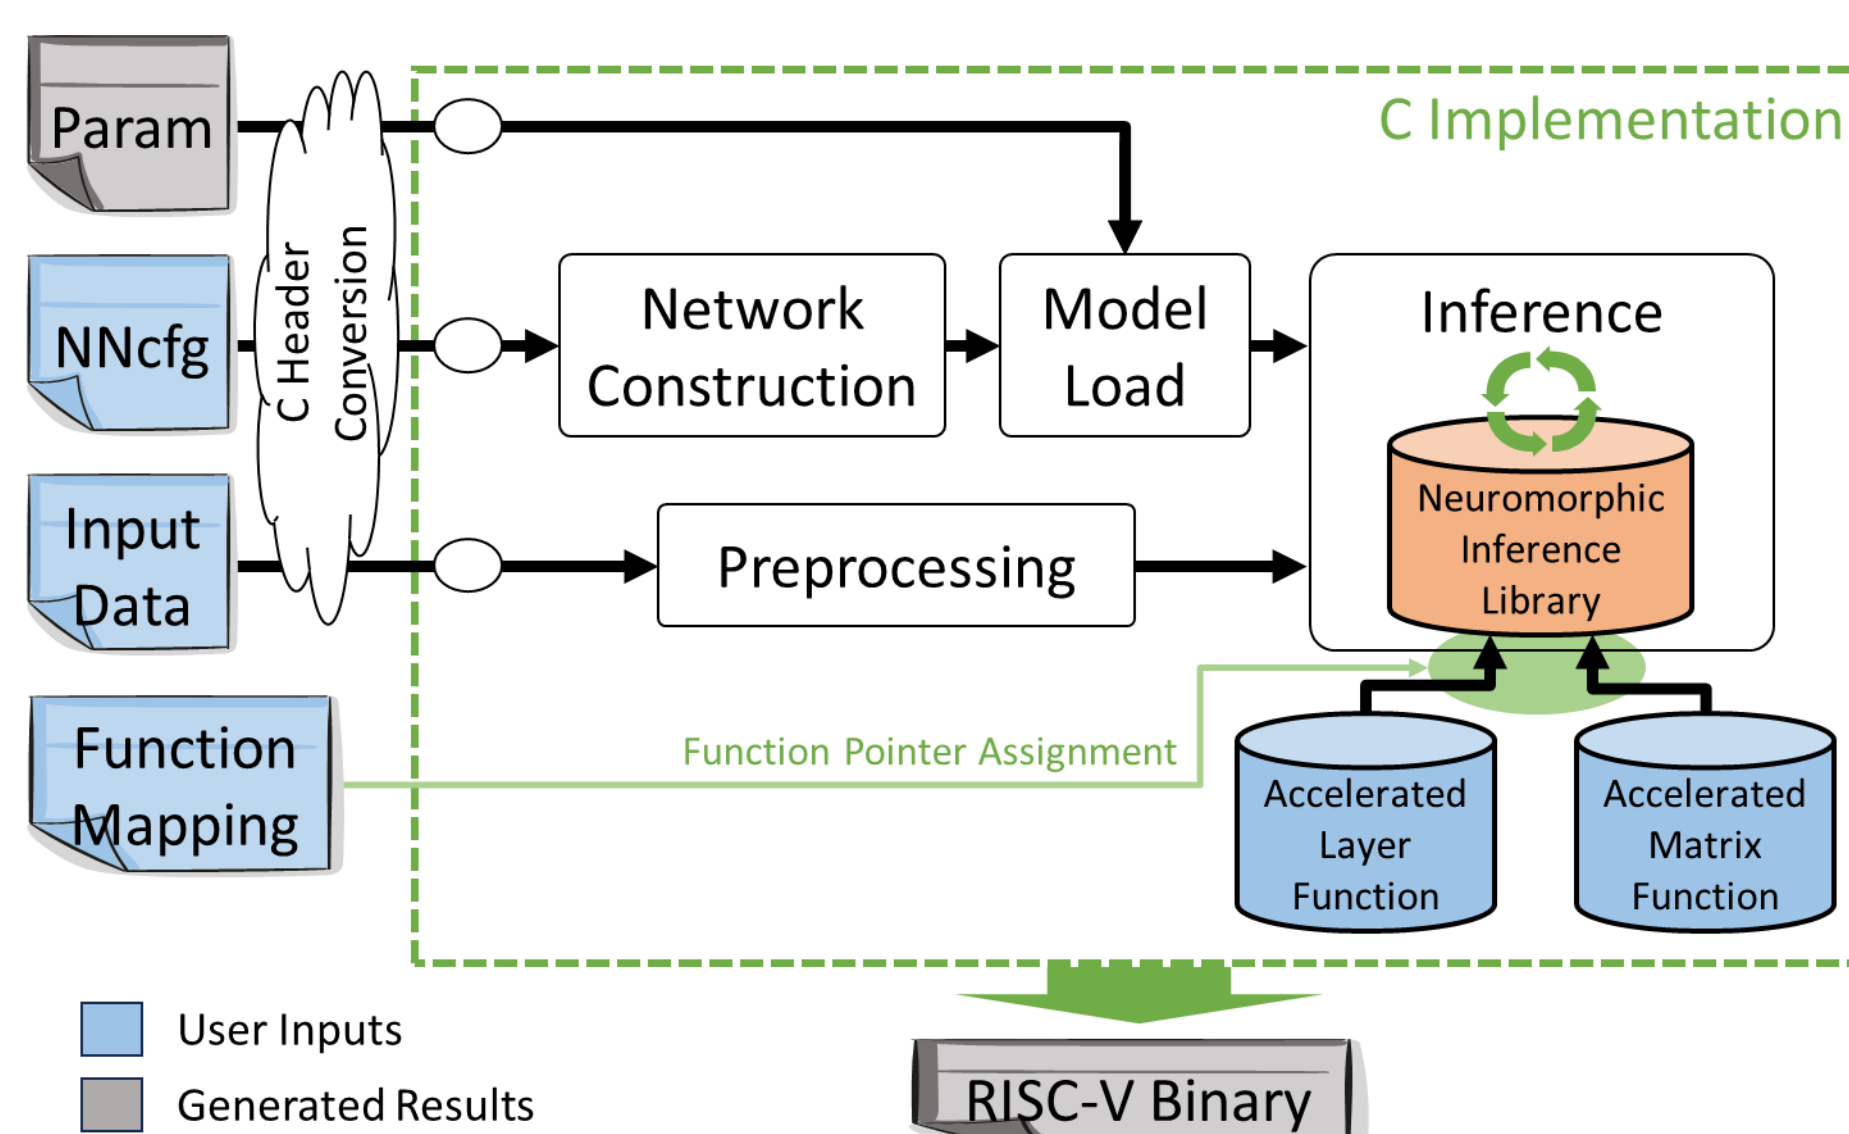 Param
C Implementation
NNcfg
C Header
Conversion
Network
Construction
Model
Load
Inference
Neuromorphic
Inference
Library
Input
Data
Preprocessing
Function
Mapping
Function Pointer Assignment
Accelerated
Layer
Function
Accelerated
Matrix
Function
User Inputs
Generated Results
RISC-V Binary